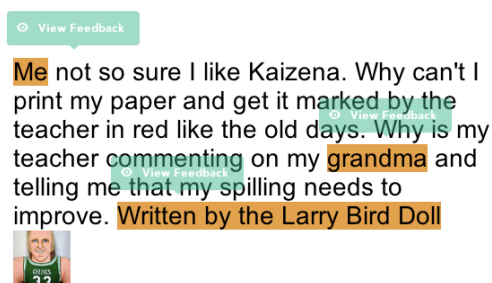 View Feedback
Me not so sure I like Kaizena. Why can't I
print my paper and get it marked by the
View Feedback
teacher in red like the old days. Why is my
teacher commenting on my grandma and
View Feedback
telling me that my spilling needs to
improve. Written by the Larry Bird Doll
CELTICS
33